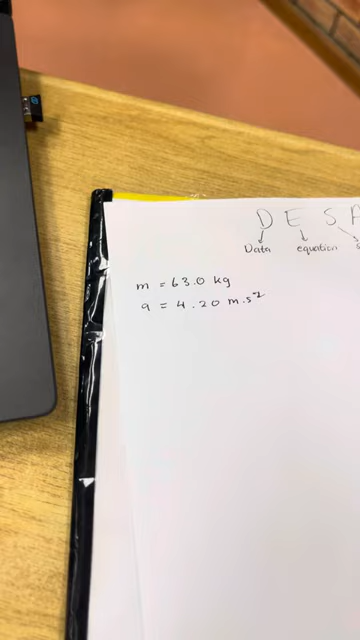 D E S A
Data equation
m = 63.0 kg
a = 4.20 m.s⁻²